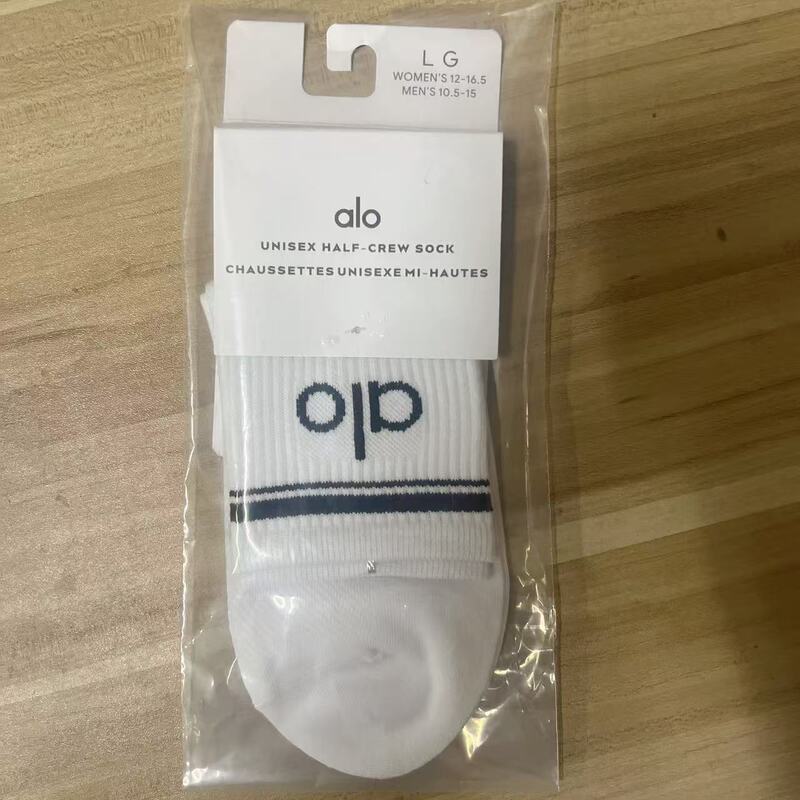 L G
WOMEN'S 12-16.5
MEN'S 10.5-15
alo
UNISEX HALF-CREW SOCK
CHAUSSETTES UNISEXE MI-HAUTES
alo